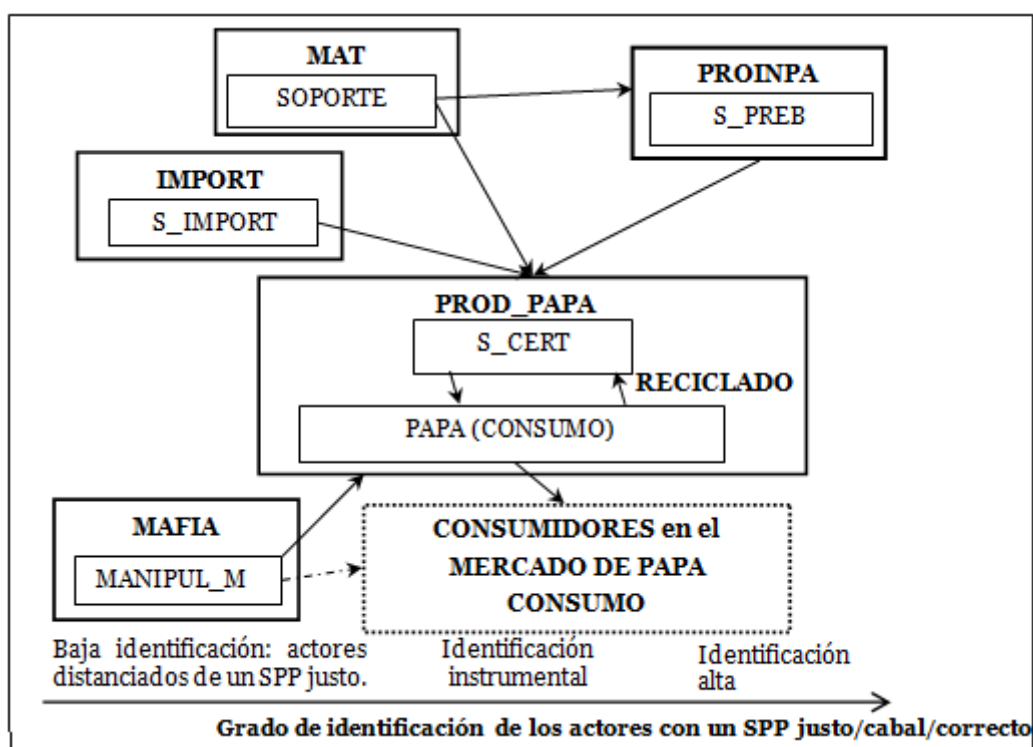 MAT
SOPORTE
PROINPA
S_PREB
IMPORT
S_IMPORT
PROD_PAPA
S_CERT
RECICLADO
PAPA (CONSUMO)
MAFIA
MANIPUL_M
CONSUMIDORES en el
MERCADO DE PAPA
CONSUMO
Baja identificación: actores
distanciados de un SPP justo.
Identificación
instrumental
Identificación
alta
Grado de identificación de los actores con un SPP justo/cabal/correcto